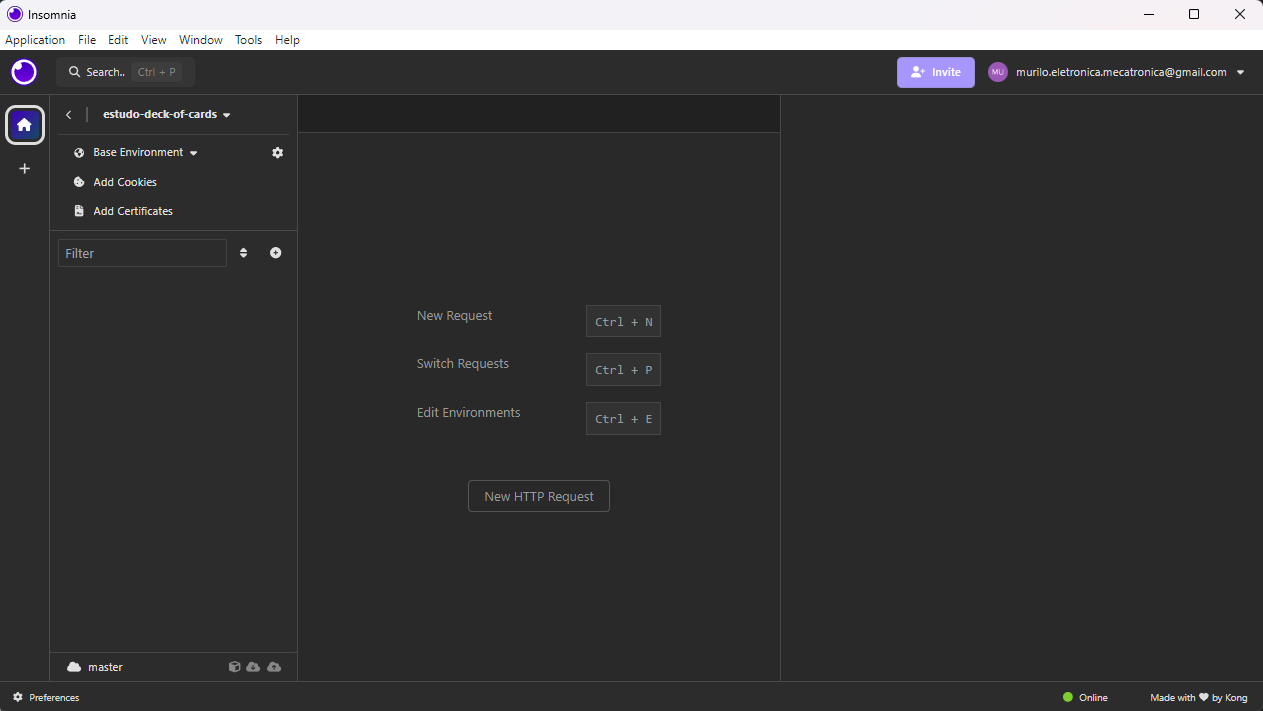 Insomnia
Application File Edit View Window Tools Help
Search.. Ctrl + P
Invite
MU
murilo.eletronica.mecatronica@gmail.com
estudo-deck-of-cards
Base Environment
Add Cookies
Add Certificates
Filter
New Request Ctrl + N
Switch Requests Ctrl + P
Edit Environments Ctrl + E
New HTTP Request
master
Preferences
Online
Made with ♥ by Kong